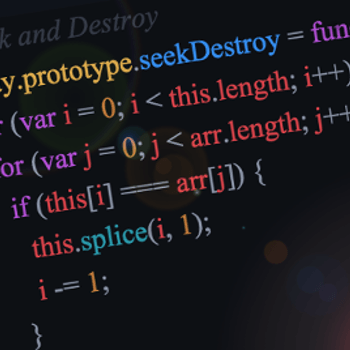 k and Destroy
y.prototype.seekDestroy = fun
r (var i = 0; i < this.length; i++)
for (var j = 0; j < arr.length; j++
if (this[i] === arr[j]) {
this.splice(i, 1);
i -= 1;
}